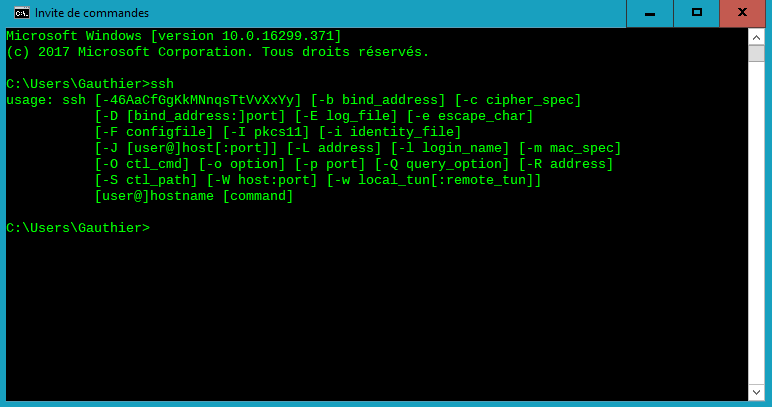 Invite de commandes
Microsoft Windows [version 10.0.16299.371]
(c) 2017 Microsoft Corporation. Tous droits réservés.
C:\Users\Gauthier>ssh
usage: ssh [-46AaCfGgKkMNnqsTtVvXxYy] [-b bind_address] [-c cipher_spec]
[-D [bind_address:]port] [-E log_file] [-e escape_char]
[-F configfile] [-I pkcs11] [-i identity_file]
[-J [user@]host[:port]] [-L address] [-l login_name] [-m mac_spec]
[-O ctl_cmd] [-o option] [-p port] [-Q query_option] [-R address]
[-S ctl_path] [-W host:port] [-w local_tun[:remote_tun]]
[user@]hostname [command]
C:\Users\Gauthier>